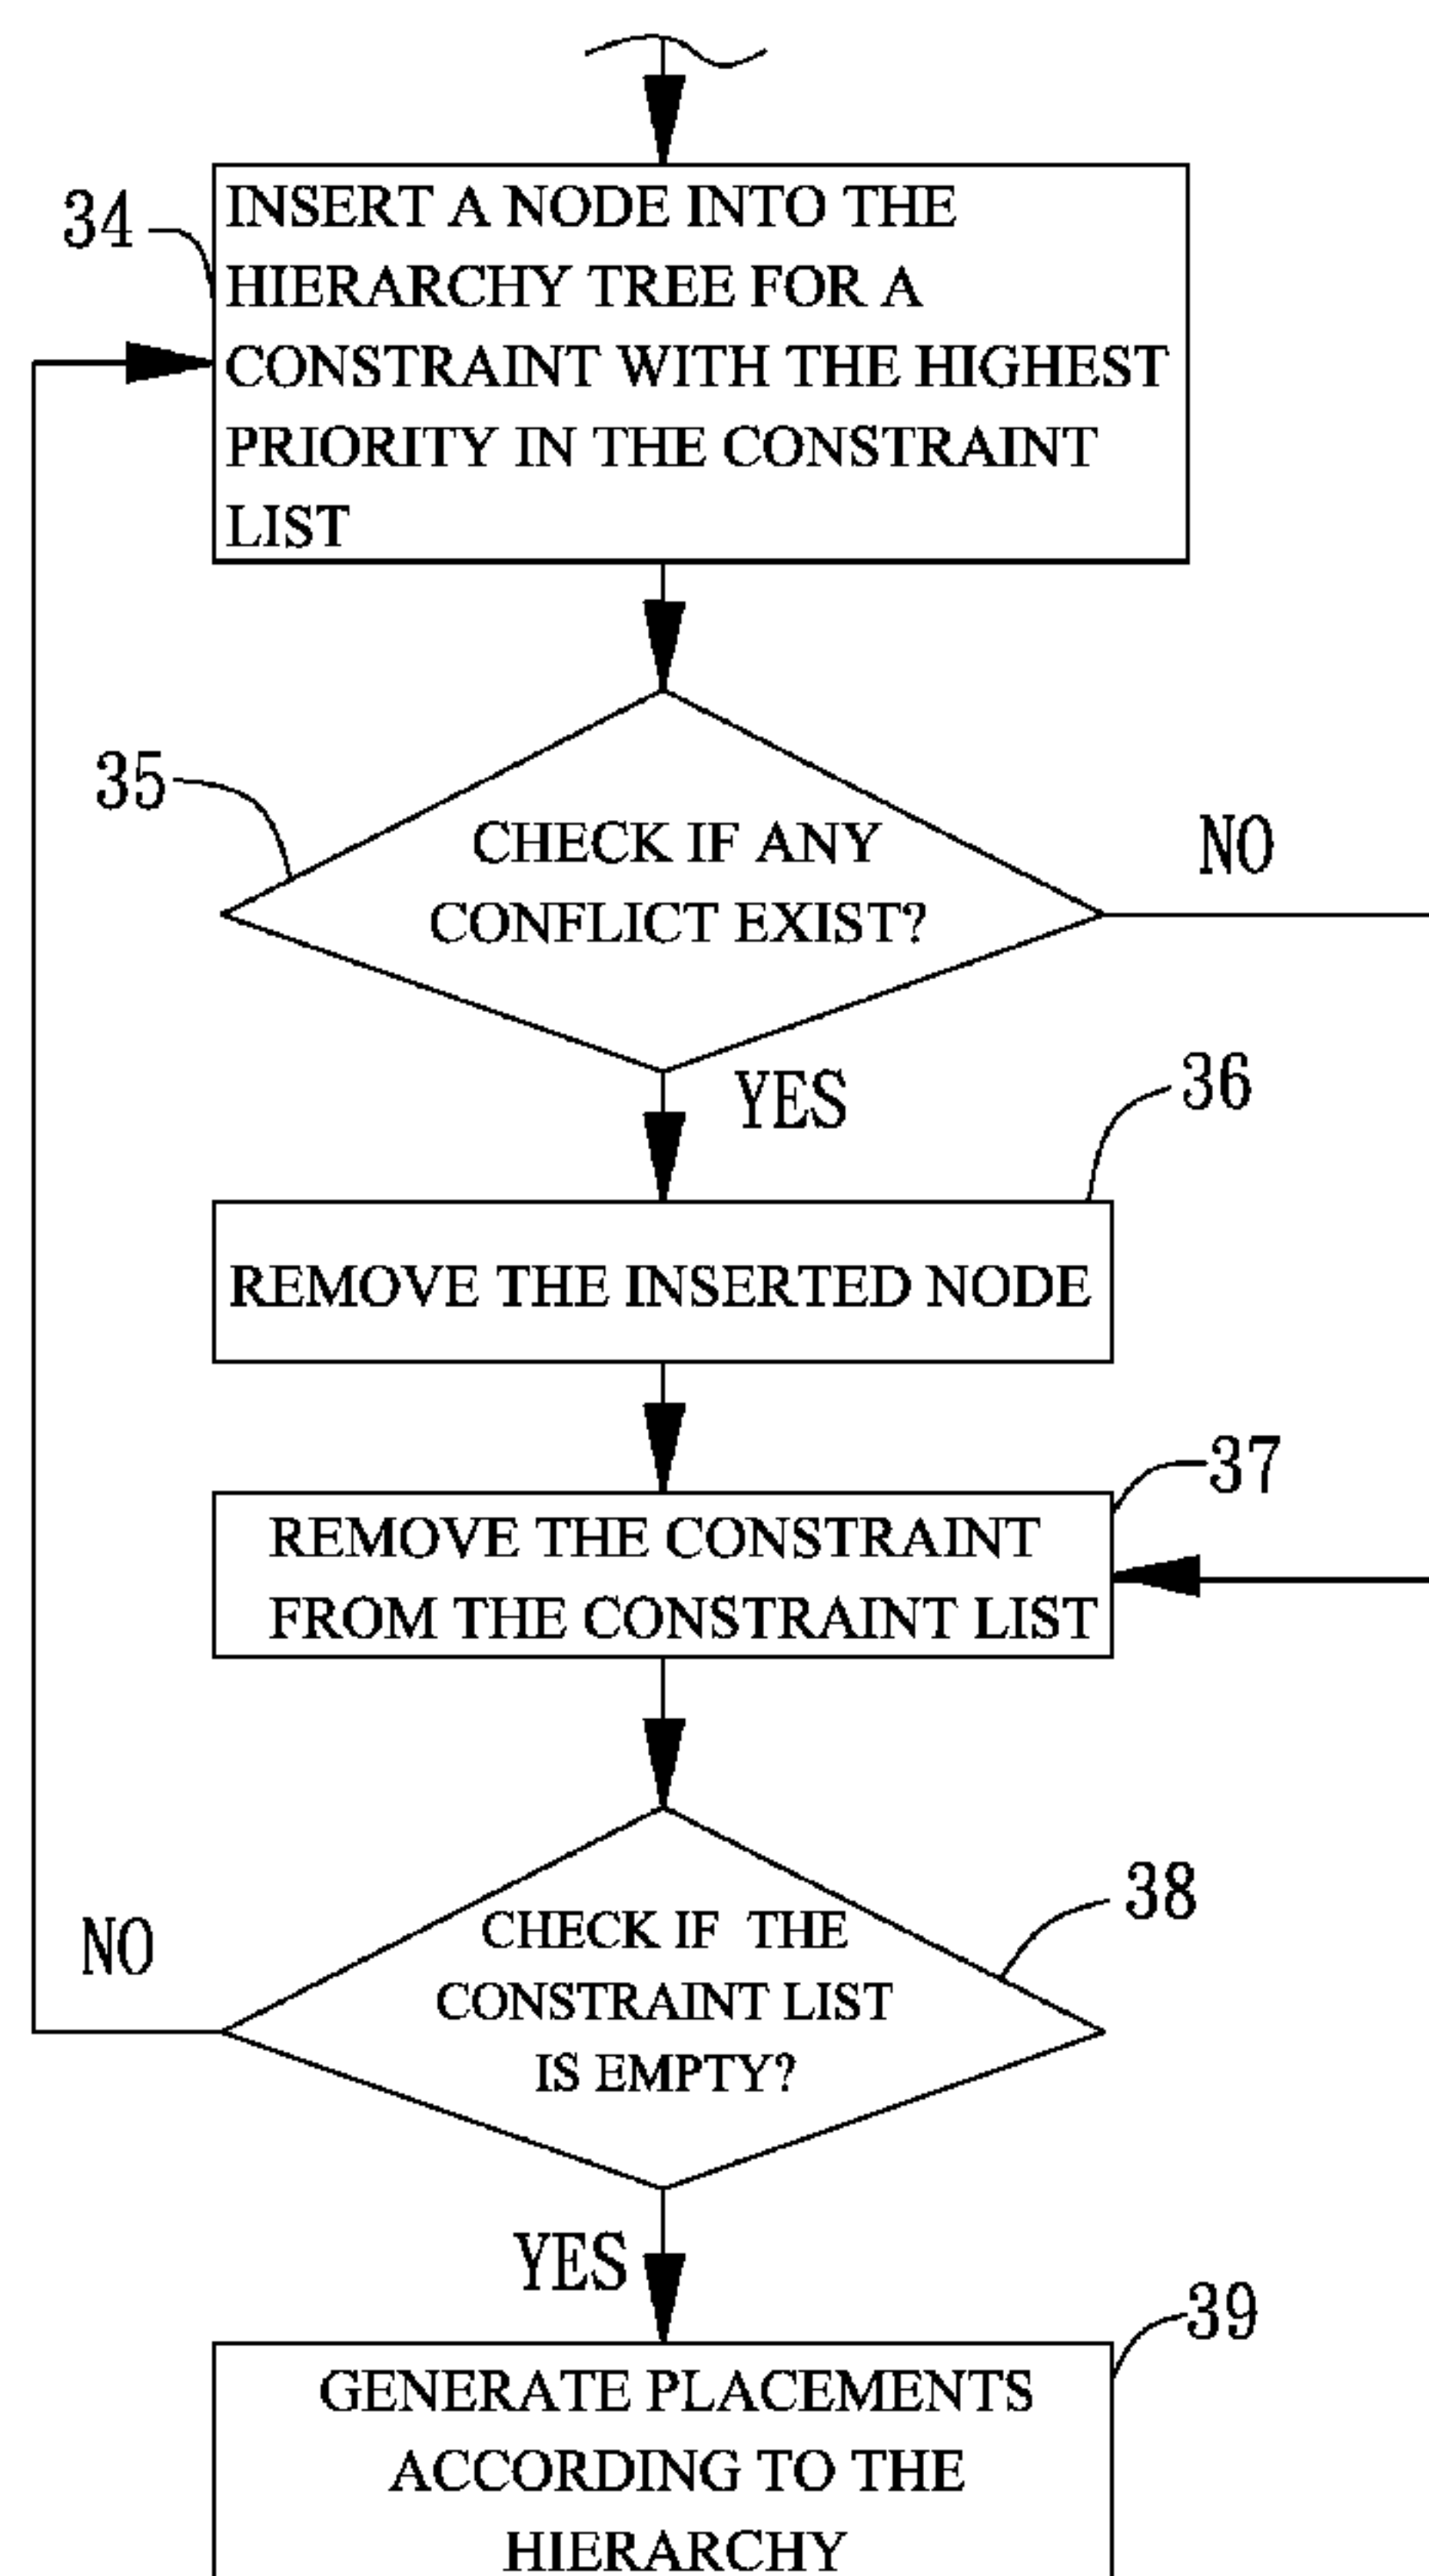 34
INSERT A NODE INTO THE
HIERARCHY TREE FOR A
CONSTRAINT WITH THE HIGHEST
PRIORITY IN THE CONSTRAINT
LIST
35
CHECK IF ANY
CONFLICT EXIST?
NO
YES
36
REMOVE THE INSERTED NODE
37
REMOVE THE CONSTRAINT
FROM THE CONSTRAINT LIST
38
CHECK IF THE
CONSTRAINT LIST
IS EMPTY?
NO
YES
39
GENERATE PLACEMENTS
ACCORDING TO THE
HIERARCHY